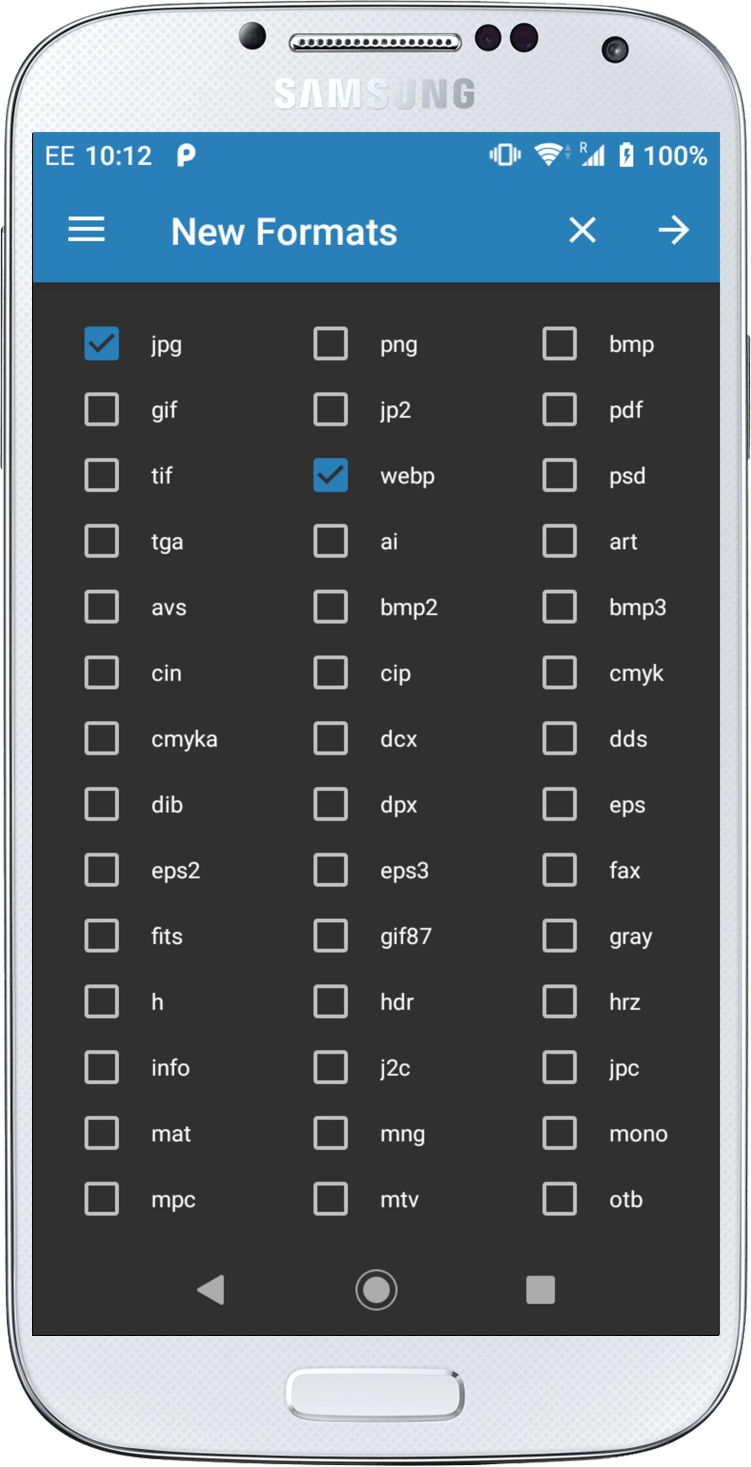 SAMSUNG
EE 10:12 R 100%
New Formats
jpg png bmp
gif jp2 pdf
tif webp psd
tga ai art
avs bmp2 bmp3
cin cip cmyk
cmyka dcx dds
dib dpx eps
eps2 eps3 fax
fits gif87 gray
h hdr hrz
info j2c jpc
mat mng mono
mpc mtv otb